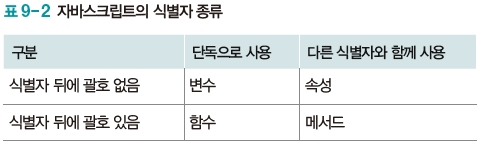 표 9-2 자바스크립트의 식별자 종류
구분 단독으로 사용 다른 식별자와 함께 사용
식별자 뒤에 괄호 없음 변수 속성
식별자 뒤에 괄호 있음 함수 메서드